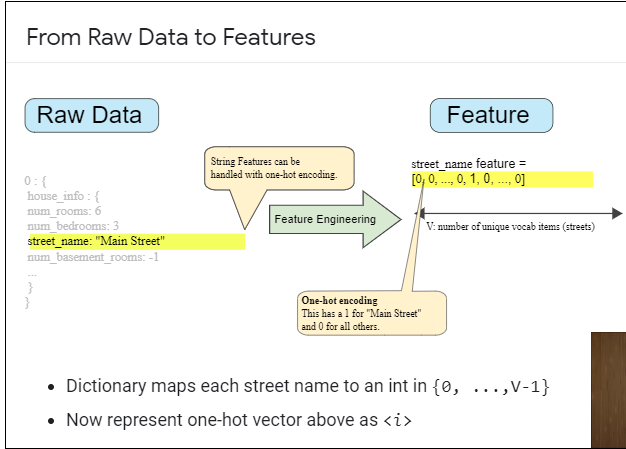 From Raw Data to Features
Raw Data
Feature
String Features can be
handled with one-hot encoding.
street_name feature =
[0, 0, ..., 0, 1, 0, ..., 0]
0 : {
house_info : {
num_rooms: 6
num_bedrooms: 3
street_name: "Main Street"
num_basement_rooms: -1
...
}
}
Feature Engineering
V: number of unique vocab items (streets)
One-hot encoding
This has a 1 for "Main Street"
and 0 for all others.
• Dictionary maps each street name to an int in {0, ...,V-1}
• Now represent one-hot vector above as <i>